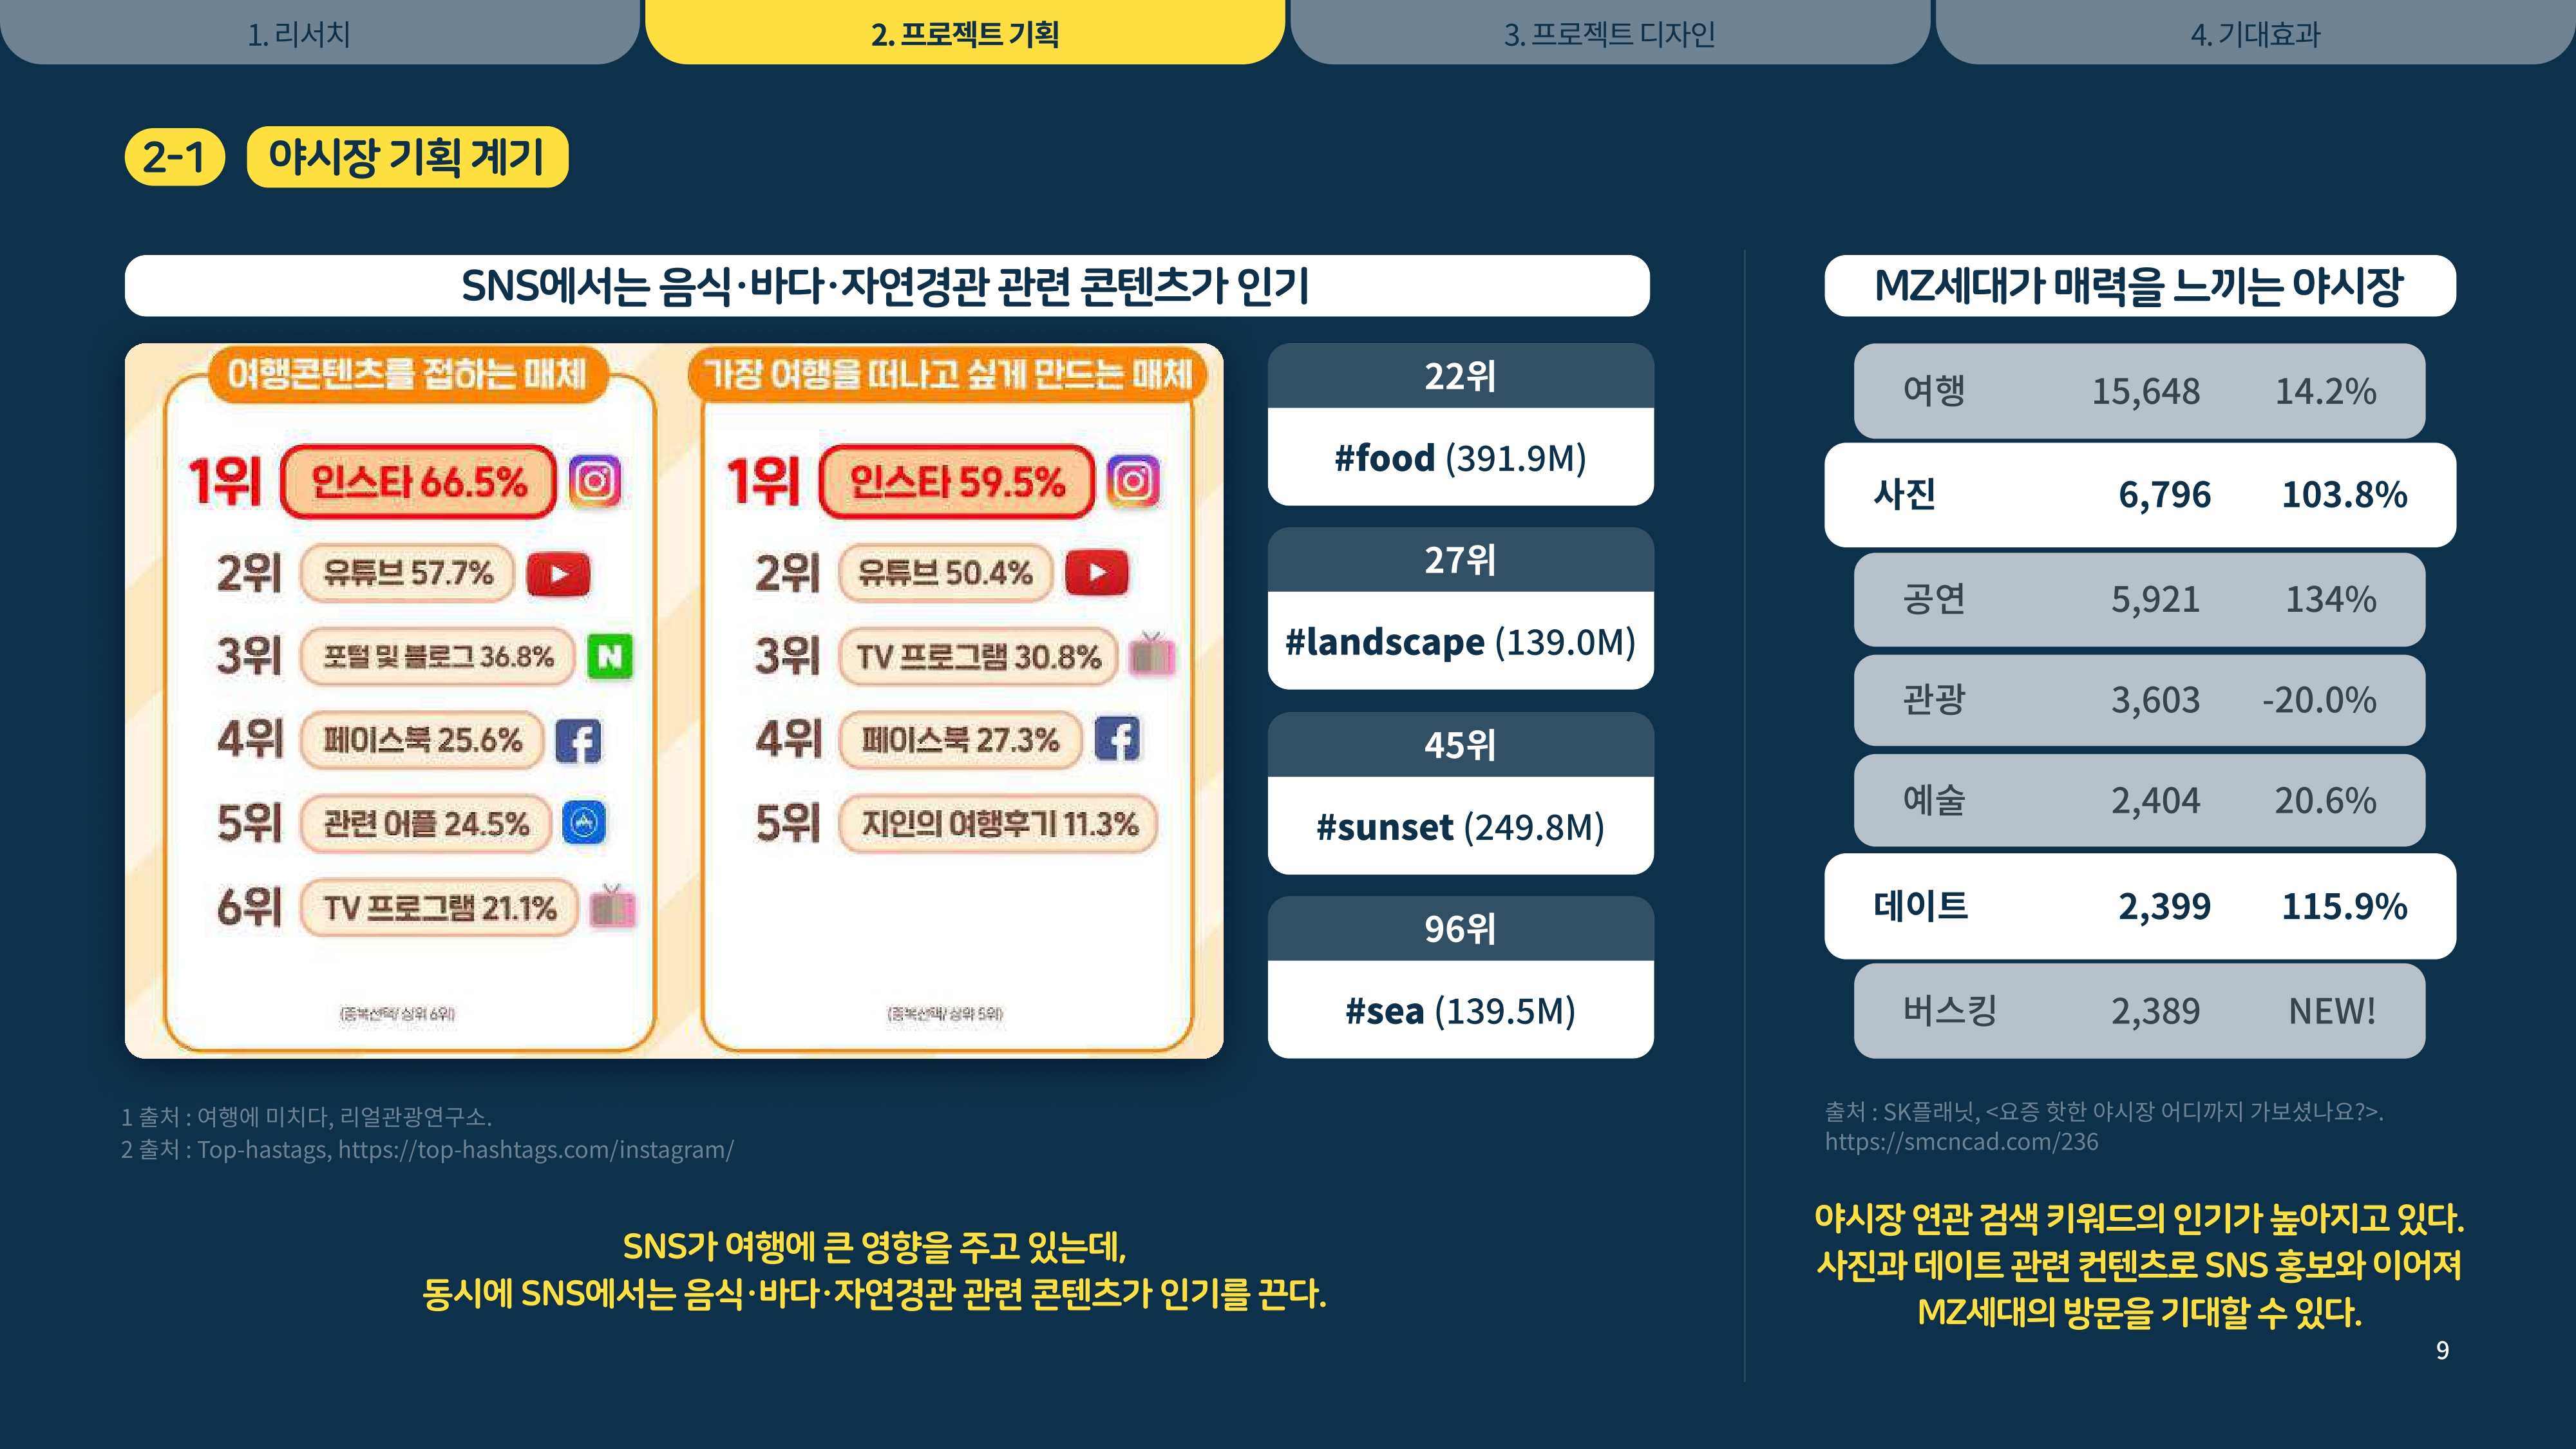 1. 리서치
2. 프로젝트 기획
3. 프로젝트 디자인
4. 기대효과
2-1 야시장 기획 계기
SNS에서는 음식·바다·자연경관 관련 콘텐츠가 인기
여행콘텐츠를 접하는 매체
1위 인스타 66.5%
2위 유튜브 57.7%
3위 포털 및 블로그 36.8%
4위 페이스북 25.6%
5위 관련 어플 24.5%
6위 TV 프로그램 21.1%
(중복선택/ 상위 6위)
가장 여행을 떠나고 싶게 만드는 매체
1위 인스타 59.5%
2위 유튜브 50.4%
3위 TV 프로그램 30.8%
4위 페이스북 27.3%
5위 지인의 여행후기 11.3%
(중복선택/ 상위 5위)
22위
#food (391.9M)
27위
#landscape (139.0M)
45위
#sunset (249.8M)
96위
#sea (139.5M)
1 출처 : 여행에 미치다, 리얼관광연구소.
2 출처 : Top-hastags, https://top-hashtags.com/instagram/
SNS가 여행에 큰 영향을 주고 있는데,
동시에 SNS에서는 음식·바다·자연경관 관련 콘텐츠가 인기를 끈다.
MZ세대가 매력을 느끼는 야시장
여행 15,648 14.2%
사진 6,796 103.8%
공연 5,921 134%
관광 3,603 -20.0%
예술 2,404 20.6%
데이트 2,399 115.9%
버스킹 2,389 NEW!
출처 : SK플래닛, <요증 핫한 야시장 어디까지 가보셨나요?>.
https://smcncad.com/236
야시장 연관 검색 키워드의 인기가 높아지고 있다.
사진과 데이트 관련 컨텐츠로 SNS 홍보와 이어져
MZ세대의 방문을 기대할 수 있다.
9